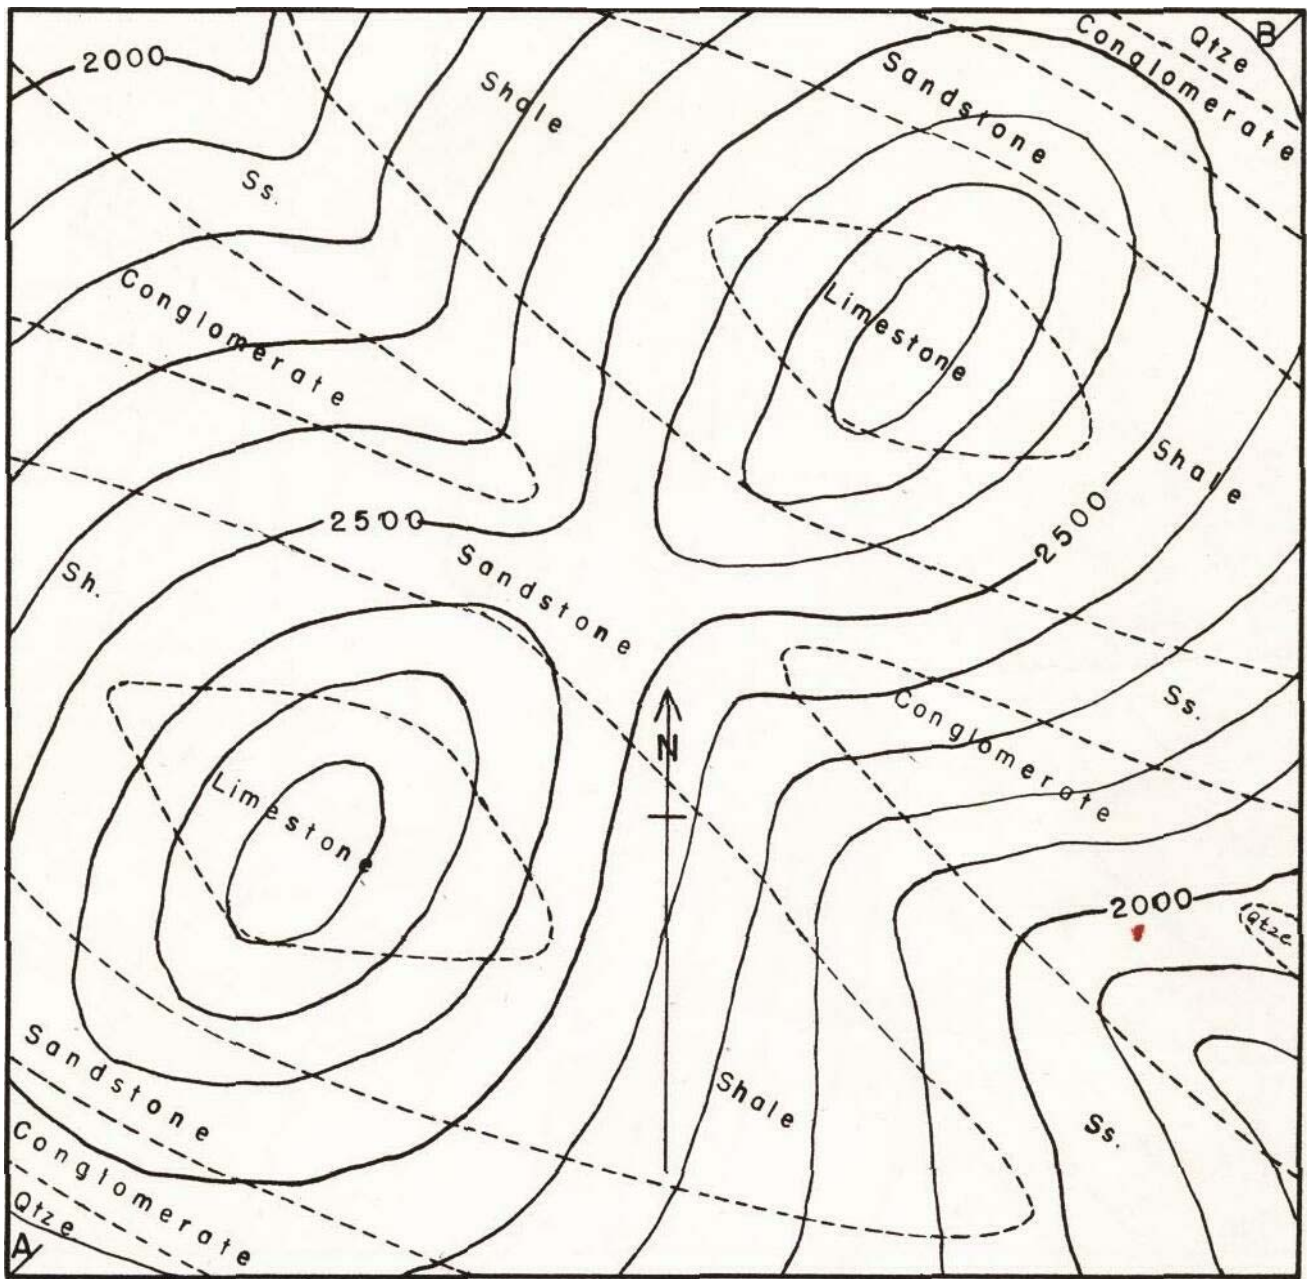 B
Qtze
Conglomerate
2000
Sandstone
Shale
Ss.
Conglomerate
Limestone
Shale
2500
2500
Sandstone
Sh.
Ss.
Conglomerate
N
Limestone
2000
Qtze
Sandstone
Shale
Ss.
Conglomerate
Qtze
A